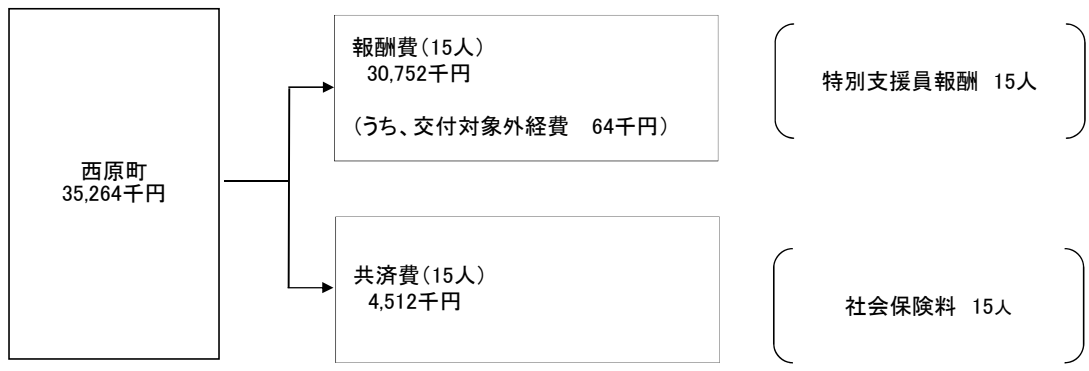 西原町
35,264千円
報酬費（15人）
30,752千円
（うち、交付対象外経費　64千円）
特別支援員報酬　15人
共済費（15人）
4,512千円
社会保険料　15人